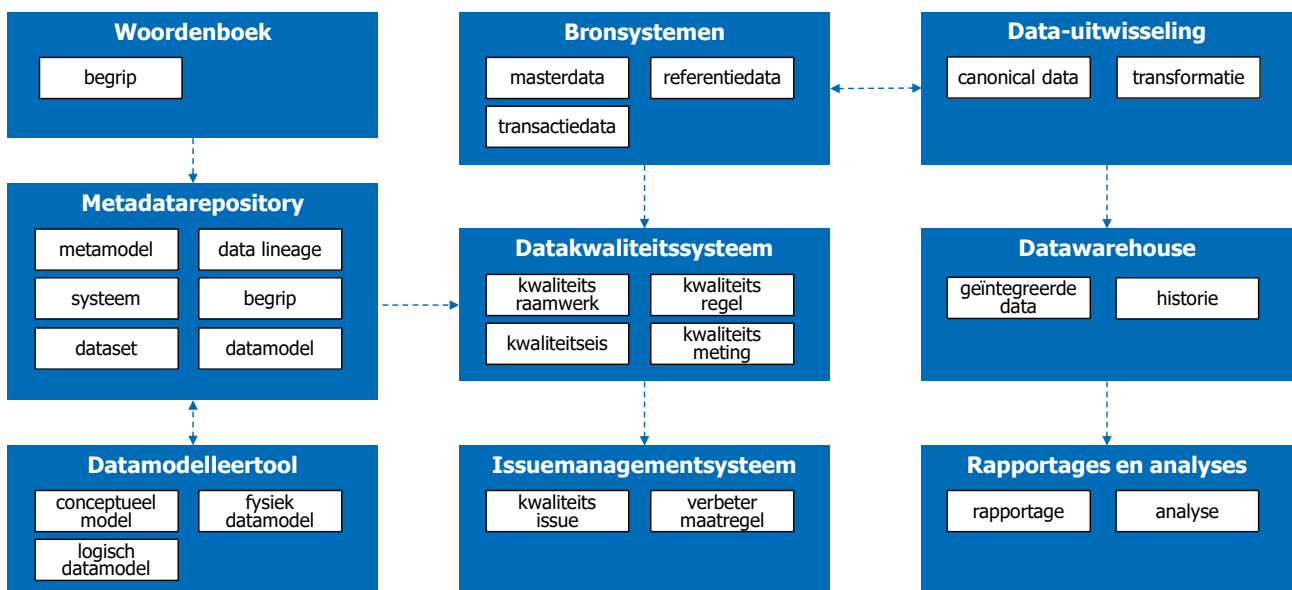 Woordenboek
begrip
Bronsystemen
masterdata
referentiedata
transactiedata
Data-uitwisseling
canonical data
transformatie
Metadatarepository
metamodel
data lineage
systeem
begrip
dataset
datamodel
Datakwaliteitssysteem
kwaliteits
raamwerk
kwaliteits
regel
kwaliteitseis
kwaliteits
meting
Datawarehouse
geïntegreerde
data
historie
Datamodelleertool
conceptueel
model
fysiek
datamodel
logisch
datamodel
Issuemanagementsysteem
kwaliteits
issue
verbeter
maatregel
Rapportages en analyses
rapportage
analyse